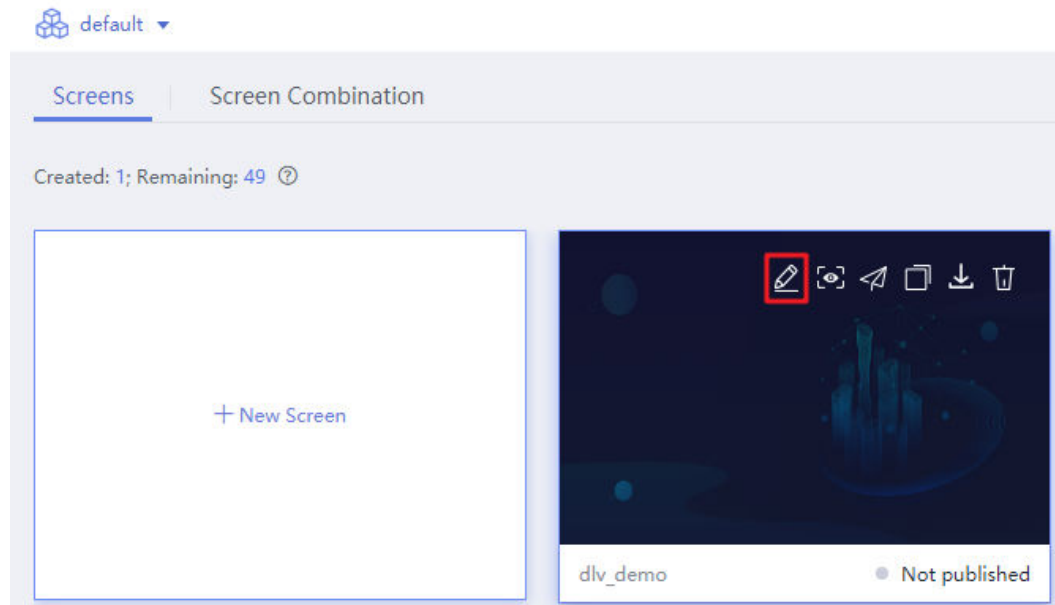 default
Screens
Screen Combination
Created: 1; Remaining: 49
+ New Screen
dlv_demo
Not published